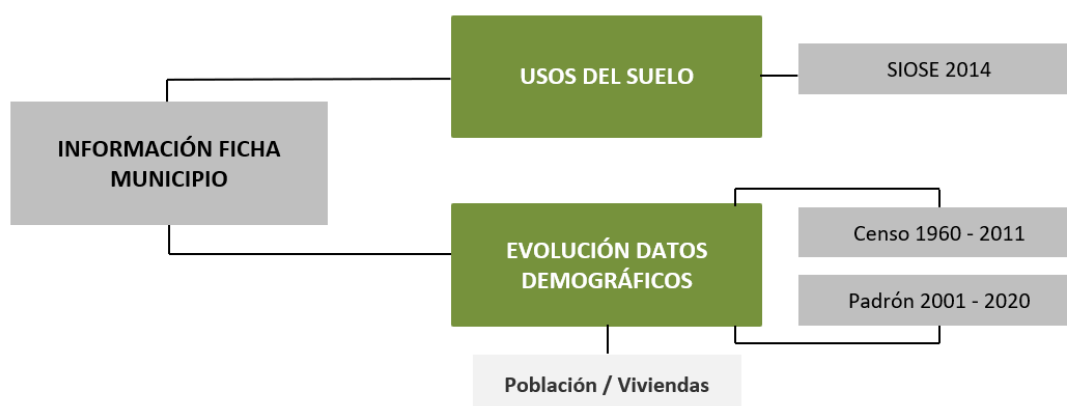 USOS DEL SUELO
SIOSE 2014
INFORMACIÓN FICHA
MUNICIPIO
EVOLUCIÓN DATOS
DEMOGRÁFICOS
Censo 1960 - 2011
Padrón 2001 - 2020
Población / Viviendas